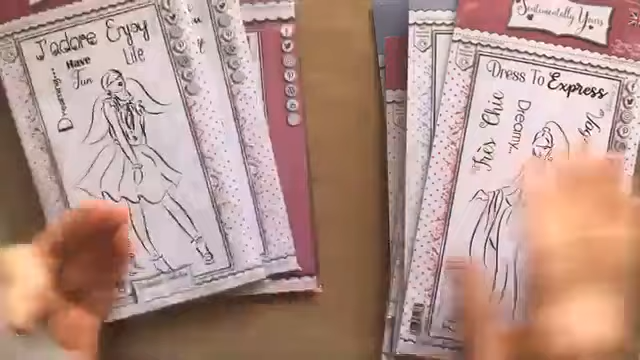 J'adore Enjoy
Life
Have
Fun
Sentimentally Yours
Dress To Express
Très Chic
Dreamy...